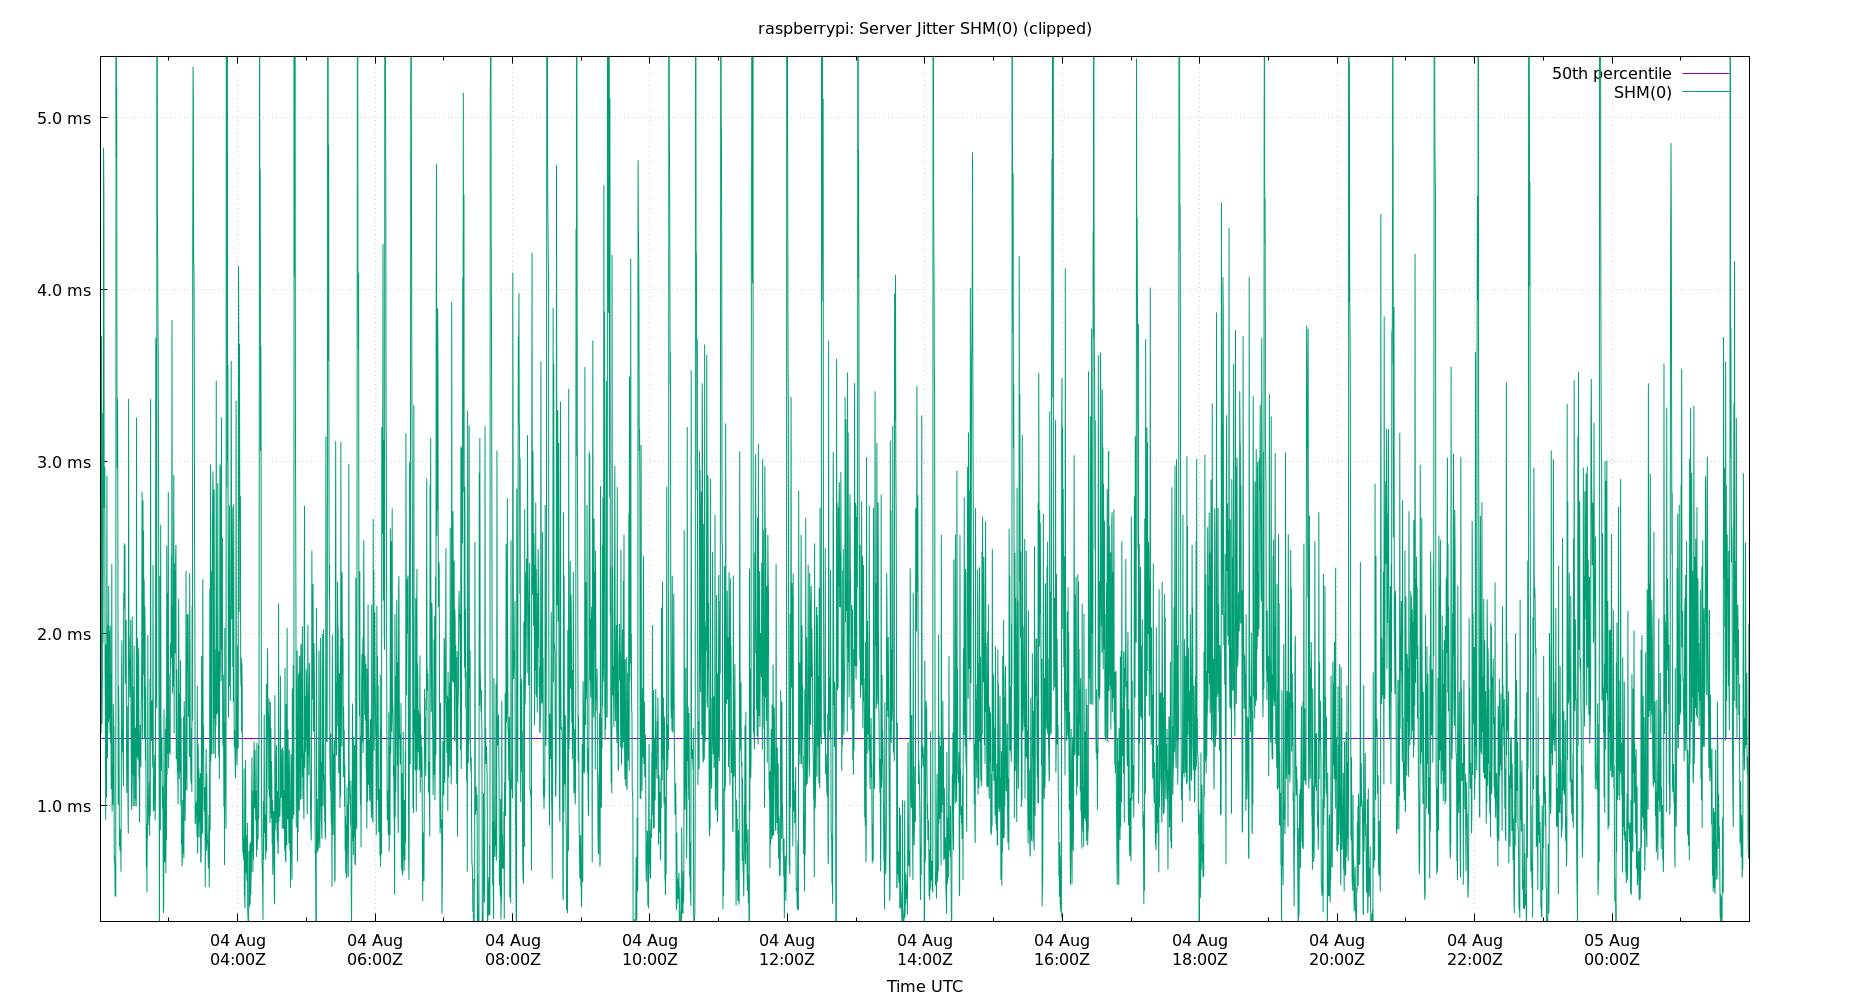 raspberrypi: Server Jitter SHM(0) (clipped)
50th percentile
SHM(0)
5.0 ms
4.0 ms
3.0 ms
2.0 ms
1.0 ms
04 Aug 04 Aug 04 Aug 04 Aug 04 Aug 04 Aug 04 Aug 04 Aug 04 Aug 04 Aug 05 Aug
04:00Z 06:00Z 08:00Z 10:00Z 12:00Z 14:00Z 16:00Z 18:00Z 20:00Z 22:00Z 00:00Z
Time UTC